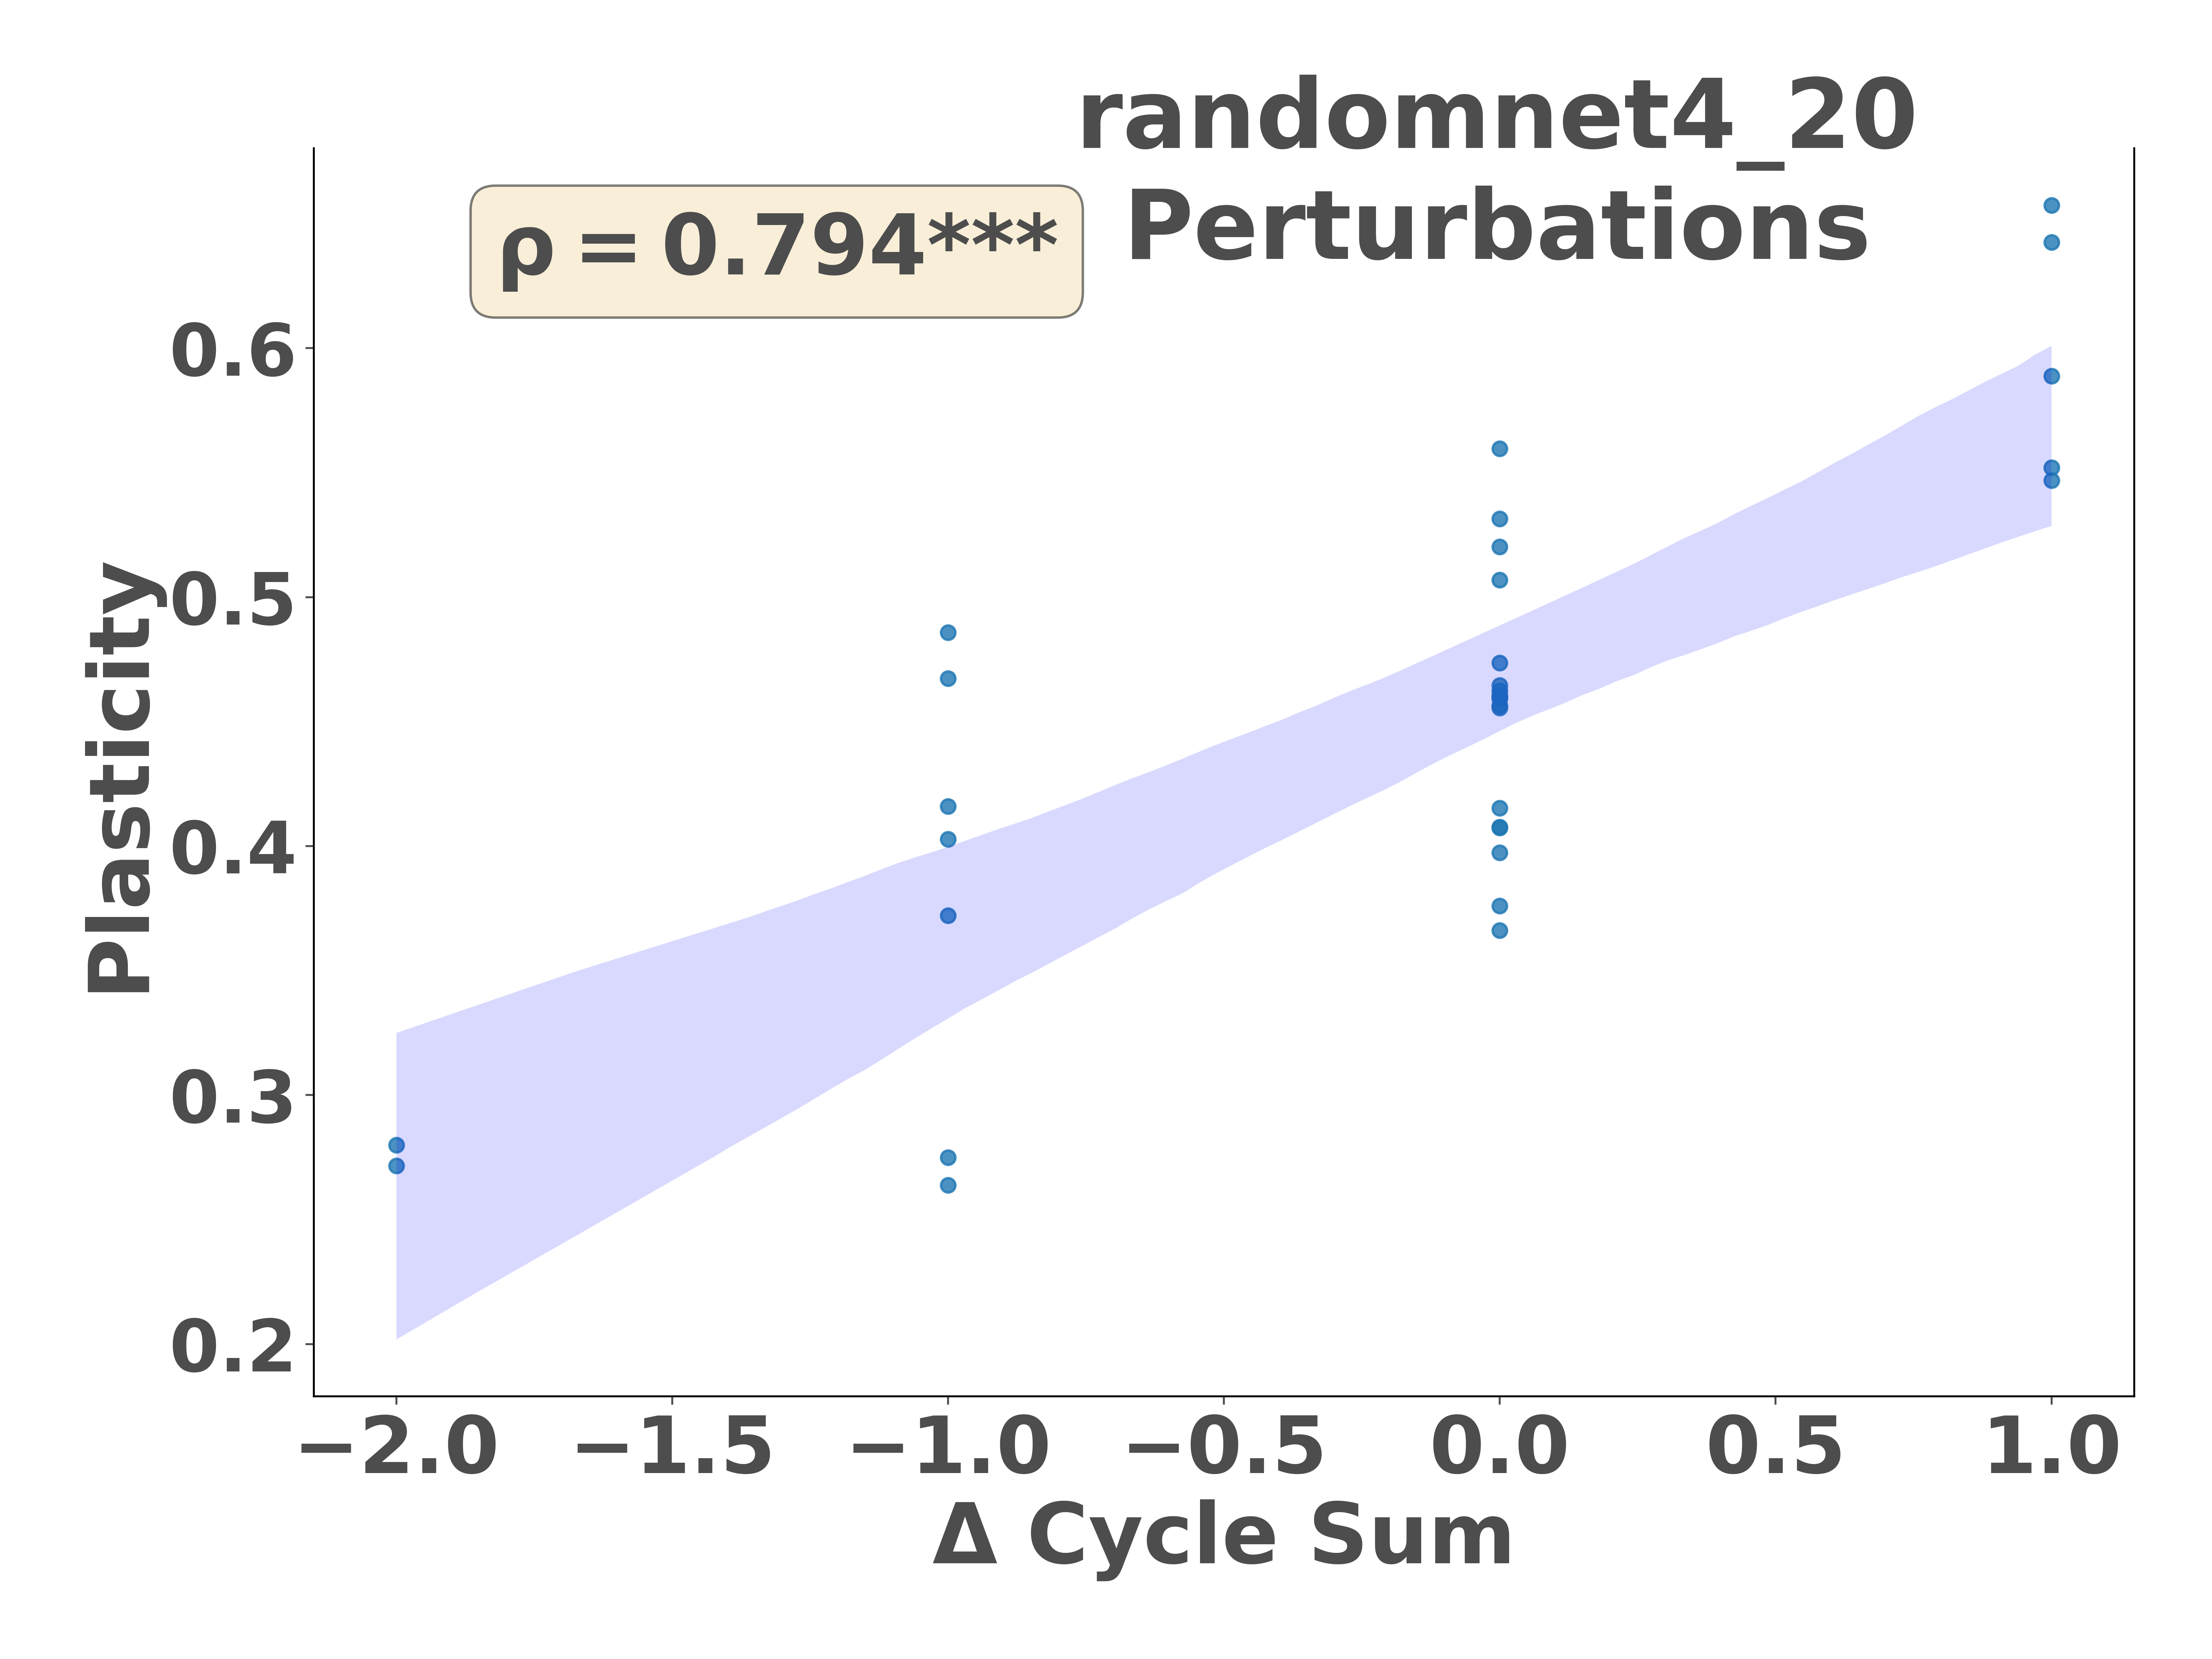 randomnet4_20
Perturbations
ρ = 0.794***
Plasticity
0.6
0.5
0.4
0.3
0.2
−2.0 −1.5 −1.0 −0.5 0.0 0.5 1.0
Δ Cycle Sum